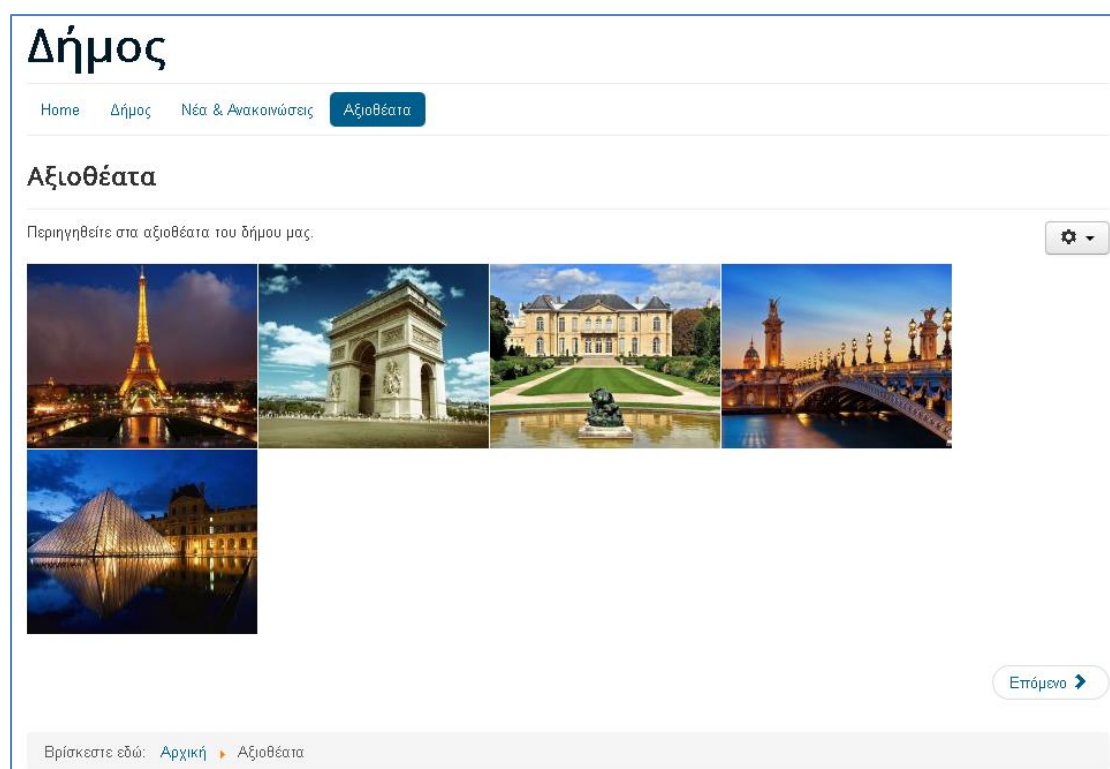 Δήμος
Home Δήμος Νέα & Ανακοινώσεις Αξιοθέατα
Αξιοθέατα
Περιηγηθείτε στα αξιοθέατα του δήμου μας.
Επόμενο
Βρίσκεστε εδώ: Αρχική Αξιοθέατα